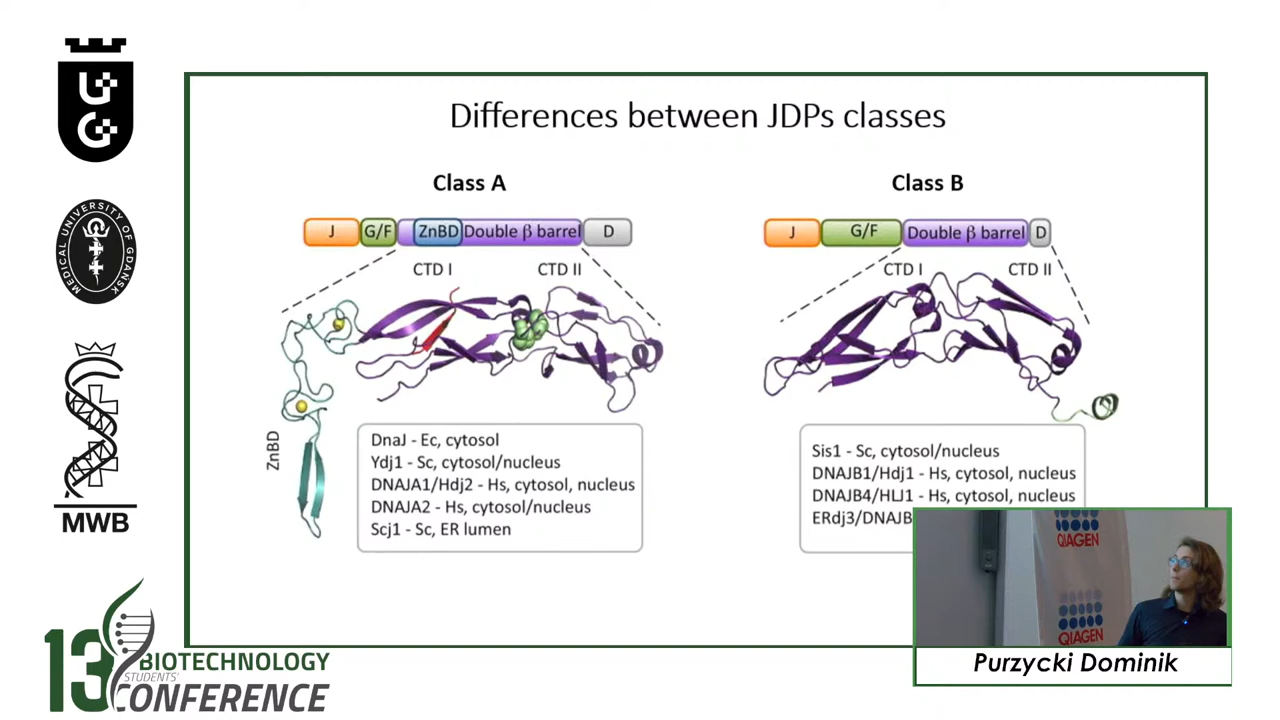 UG
MEDICAL UNIVERSITY OF GDANSK
MWB
13 BIOTECHNOLOGY
STUDENTS'
CONFERENCE
Differences between JDPs classes
Class A
J G/F ZnBD Double β barrel D
CTD I CTD II
ZnBD
DnaJ - Ec, cytosol
Ydj1 - Sc, cytosol/nucleus
DNAJA1/Hdj2 - Hs, cytosol, nucleus
DNAJA2 - Hs, cytosol/nucleus
Scj1 - Sc, ER lumen
Class B
J G/F Double β barrel D
CTD I CTD II
Sis1 - Sc, cytosol/nucleus
DNAJB1/Hdj1 - Hs, cytosol, nucleus
DNAJB4/HLJ1 - Hs, cytosol, nucleus
ERdj3/DNAJB
QIAGEN
QIAGEN
Purzycki Dominik